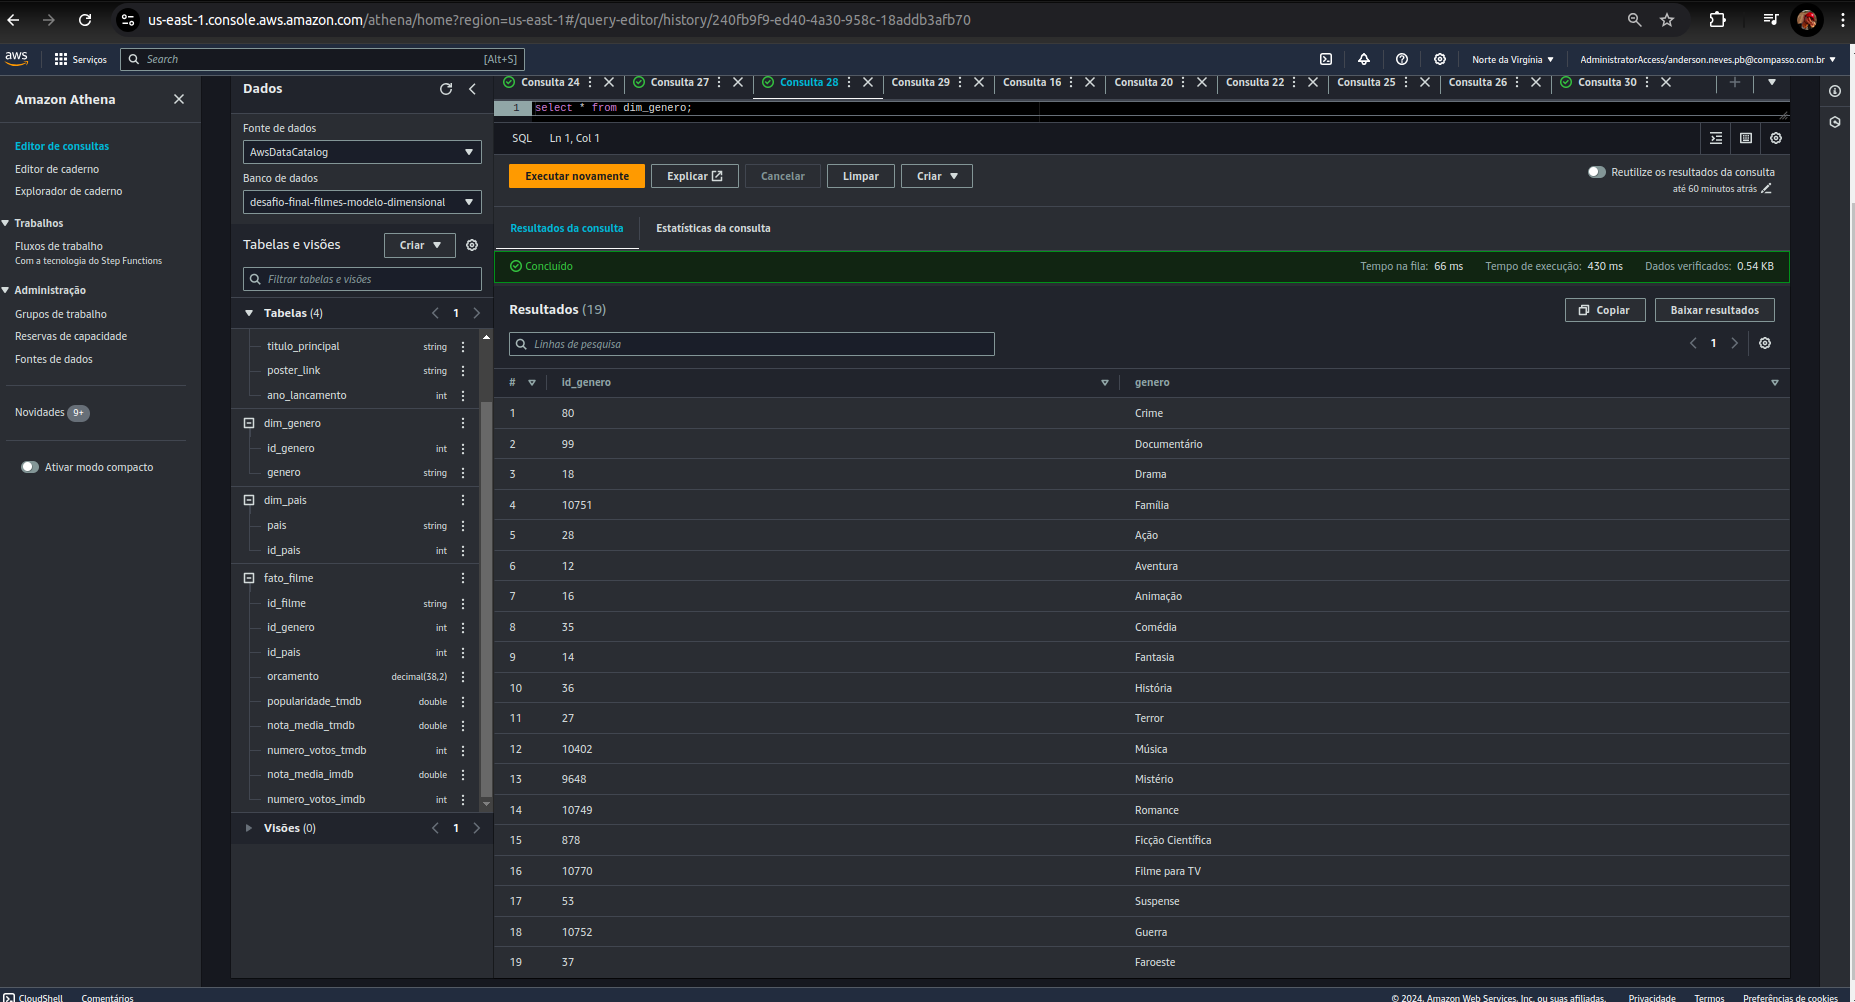 us-east-1.console.aws.amazon.com/athena/home?region=us-east-1#/query-editor/history/240fb9f9-ed40-4a30-958c-18addb3afb70
aws
Serviços
Search
[Alt+S]
Norte da Virgínia
AdministratorAccess/anderson.neves.pb@compasso.com.br
Amazon Athena
Editor de consultas
Editor de caderno
Explorador de caderno
Trabalhos
Fluxos de trabalho
Com a tecnologia do Step Functions
Administração
Grupos de trabalho
Reservas de capacidade
Fontes de dados
Novidades 9+
Ativar modo compacto
Dados
Fonte de dados
AwsDataCatalog
Banco de dados
desafio-final-filmes-modelo-dimensional
Tabelas e visões
Criar
Filtrar tabelas e visões
Tabelas (4)
1
titulo_principal string
poster_link string
ano_lancamento int
dim_genero
id_genero int
genero string
dim_pais
pais string
id_pais int
fato_filme
id_filme string
id_genero int
id_pais int
orcamento decimal(38,2)
popularidade_tmdb double
nota_media_tmdb double
numero_votos_tmdb int
nota_media_imdb double
numero_votos_imdb int
Visões (0)
1
Consulta 24
Consulta 27
Consulta 28
Consulta 29
Consulta 16
Consulta 20
Consulta 22
Consulta 25
Consulta 26
Consulta 30
1 select * from dim_genero;
SQL Ln 1, Col 1
Executar novamente
Explicar
Cancelar
Limpar
Criar
Reutilize os resultados da consulta
até 60 minutos atrás
Resultados da consulta
Estatísticas da consulta
Concluído
Tempo na fila: 66 ms
Tempo de execução: 430 ms
Dados verificados: 0.54 KB
Resultados (19)
Copiar
Baixar resultados
Linhas de pesquisa
1
# id_genero genero
1 80 Crime
2 99 Documentário
3 18 Drama
4 10751 Família
5 28 Ação
6 12 Aventura
7 16 Animação
8 35 Comédia
9 14 Fantasia
10 36 História
11 27 Terror
12 10402 Música
13 9648 Mistério
14 10749 Romance
15 878 Ficção Científica
16 10770 Filme para TV
17 53 Suspense
18 10752 Guerra
19 37 Faroeste
CloudShell
Comentários
© 2024, Amazon Web Services, Inc. ou suas afiliadas.
Privacidade
Termos
Preferências de cookies